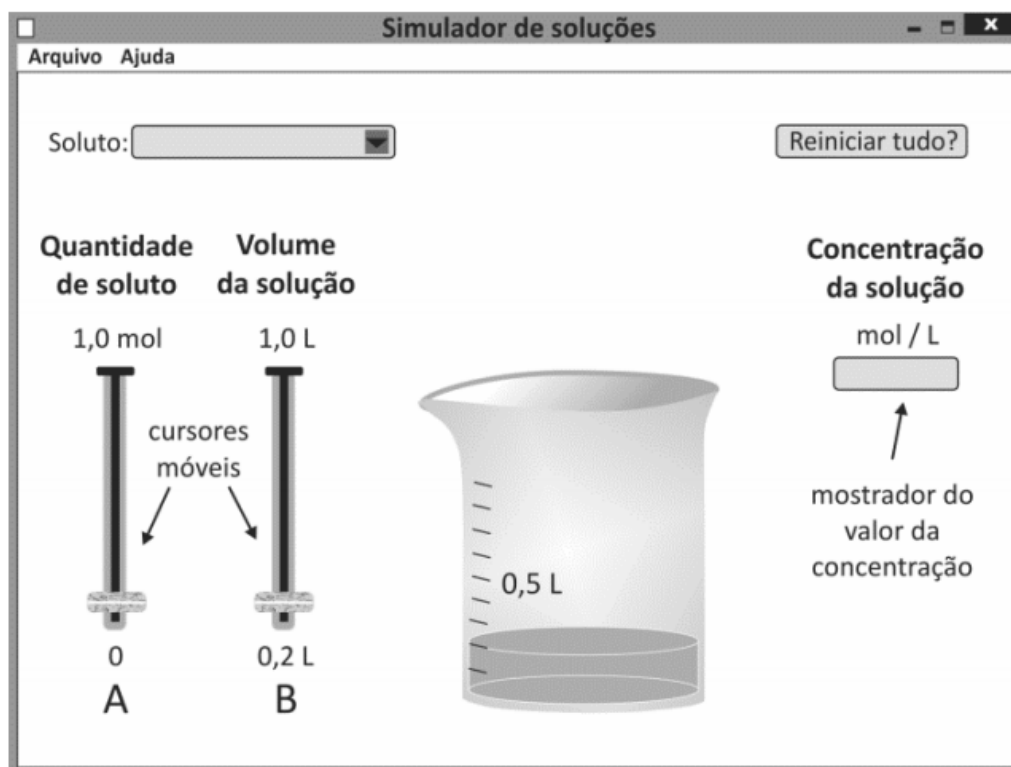 Simulador de soluções
Arquivo Ajuda
Soluto:
Reiniciar tudo?
Quantidade
de soluto
1,0 mol
Volume
da solução
1,0 L
cursores
móveis
0
A
0,2 L
B
0,5 L
Concentração
da solução
mol / L
mostrador do
valor da
concentração